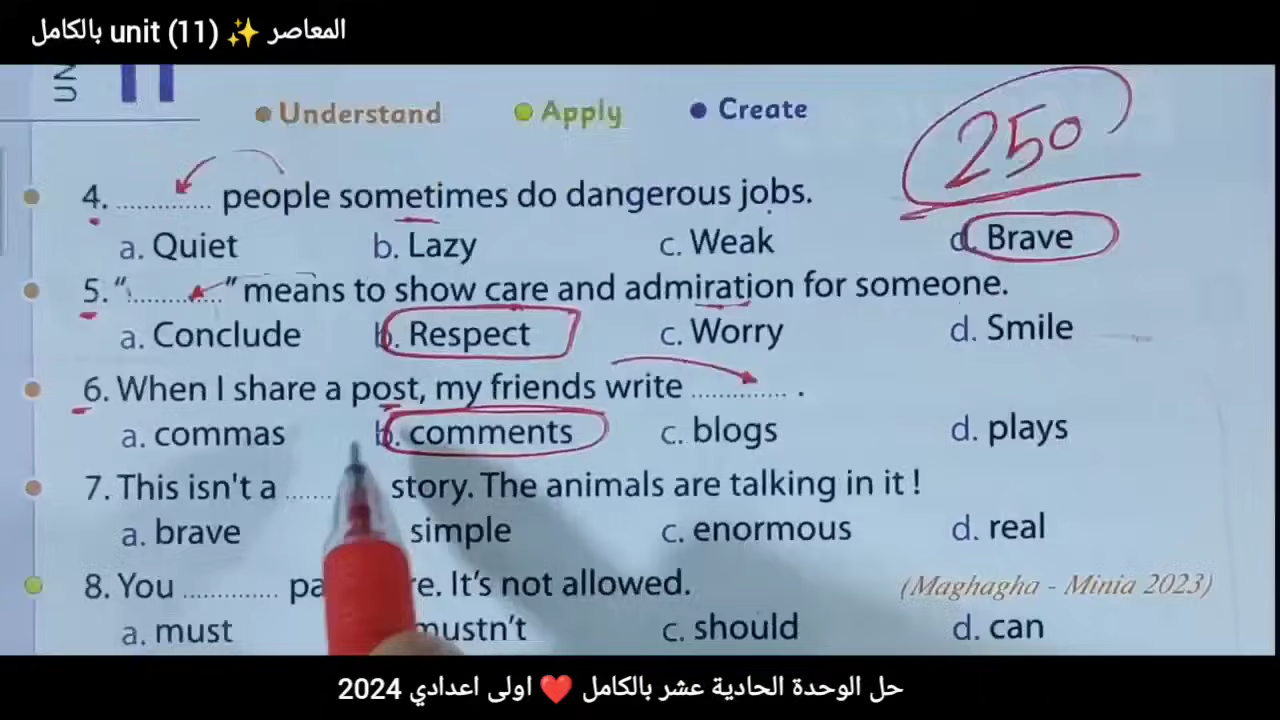 المعاصر ✨ unit (11) بالكامل
UN
11
Understand Apply Create
250
4. ............. people sometimes do dangerous jobs.
a. Quiet b. Lazy c. Weak d. Brave
5. "............." means to show care and admiration for someone.
a. Conclude b. Respect c. Worry d. Smile
6. When I share a post, my friends write ............. .
a. commas b. comments c. blogs d. plays
7. This isn't a ...... story. The animals are talking in it !
a. brave simple c. enormous d. real
8. You ............. It's not allowed. (Maghagha - Minia 2023)
a. must mustn't c. should d. can
حل الوحدة الحادية عشر بالكامل ❤️ اولى اعدادي 2024